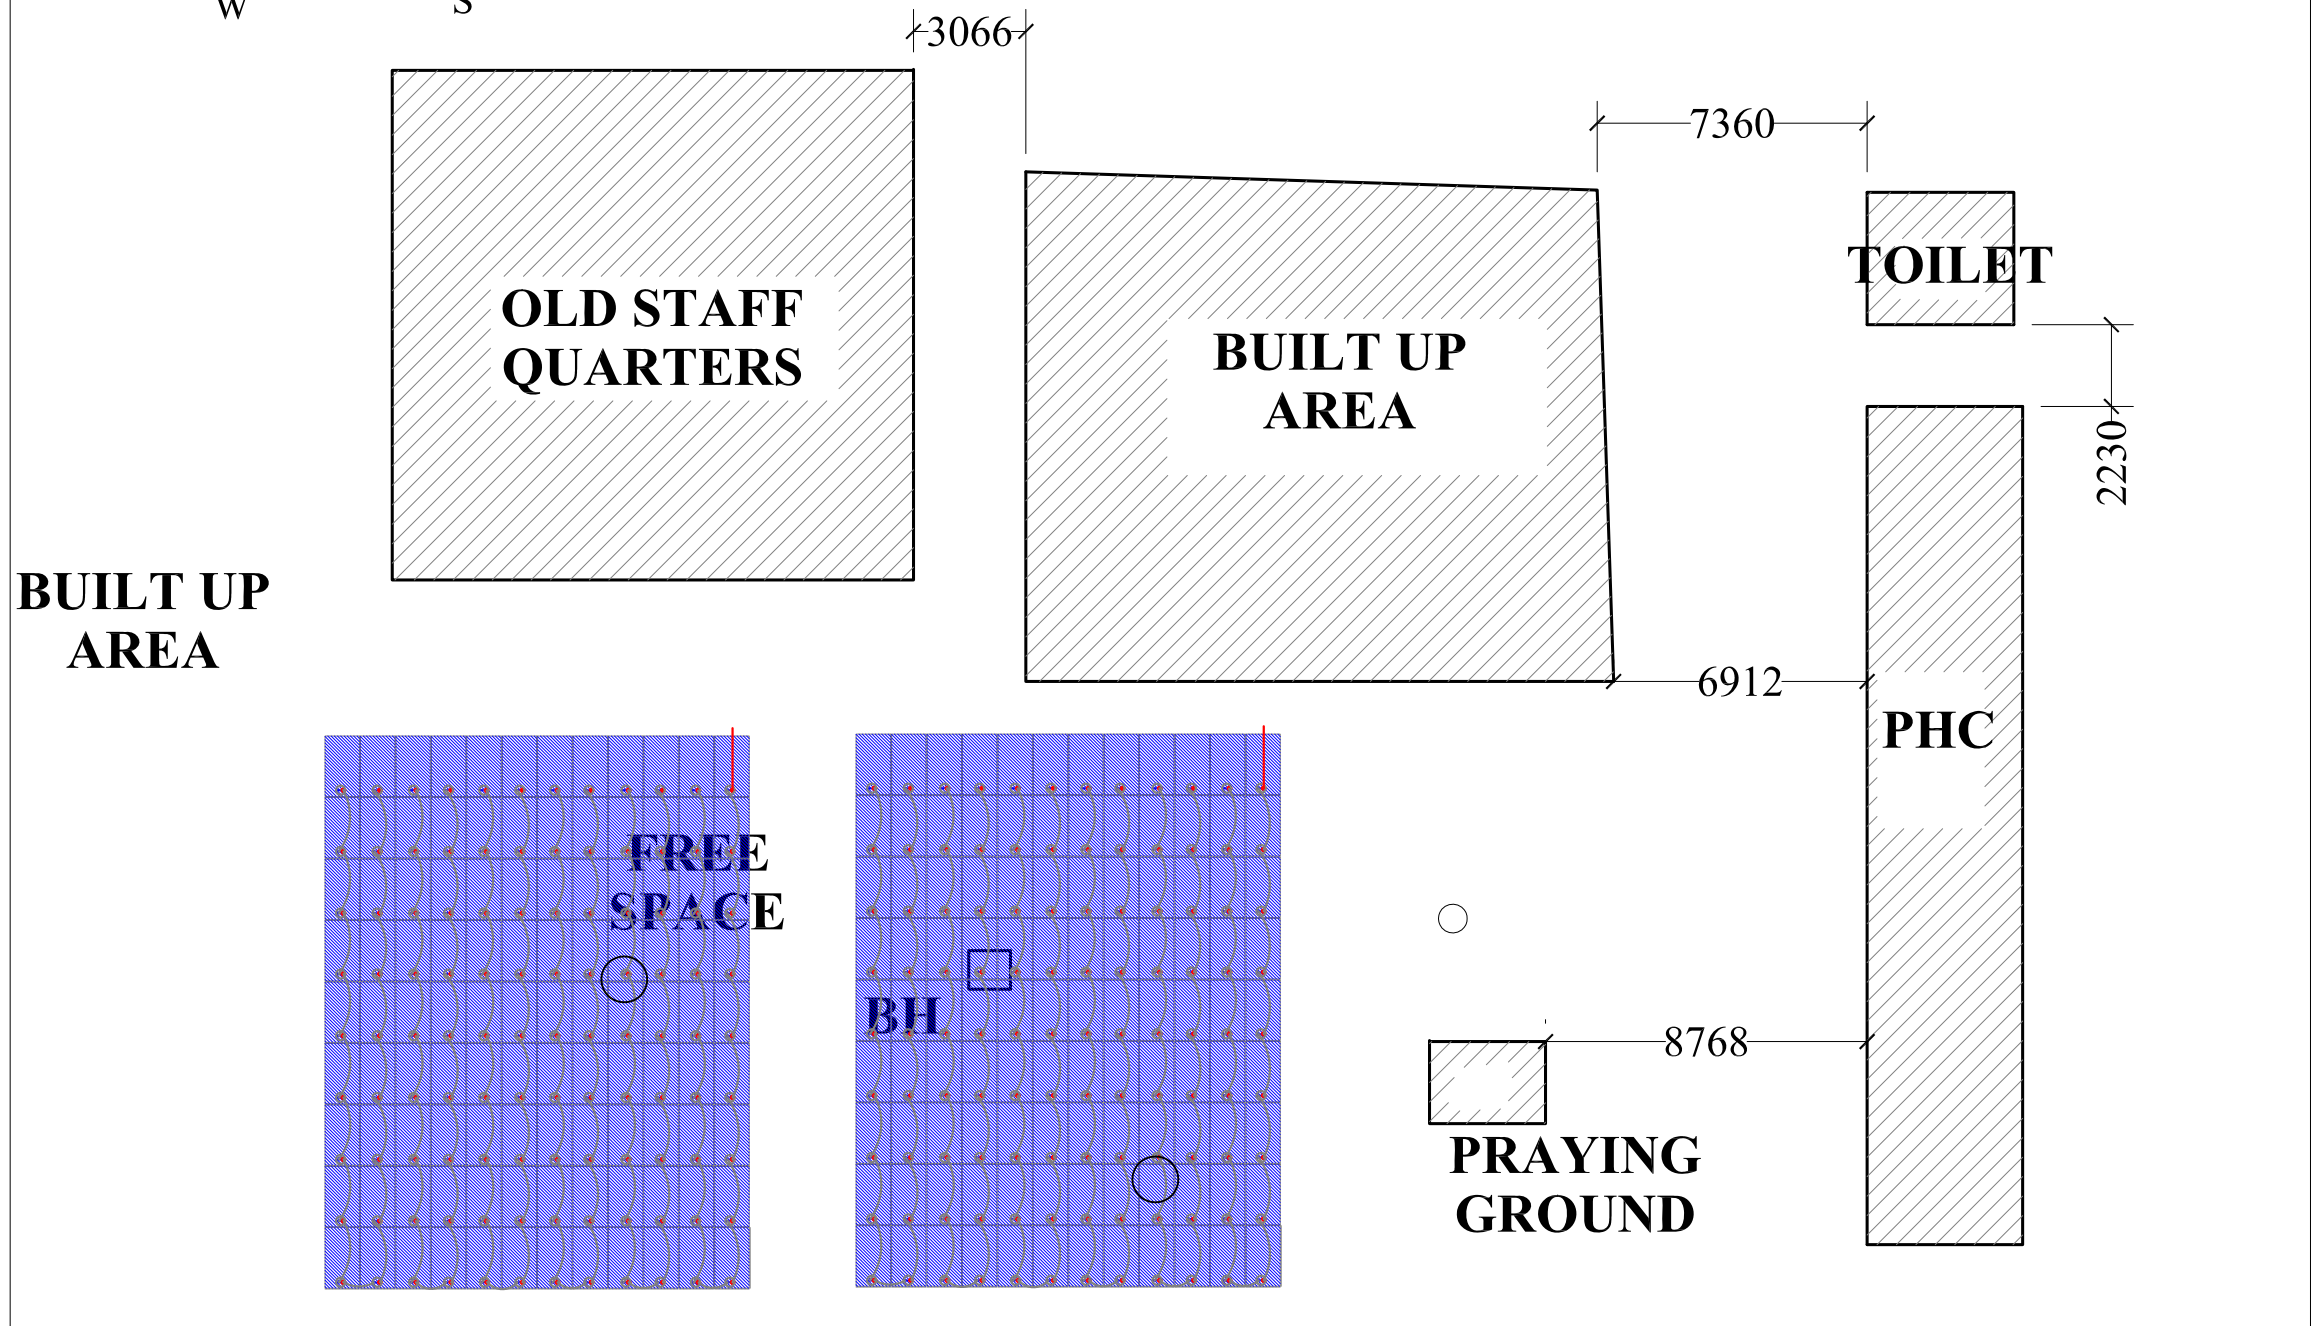 W
S
3066
7360
TOILET
OLD STAFF
QUARTERS
BUILT UP
AREA
2230
BUILT UP
AREA
6912
PHC
FREE
SPACE
BH
8768
PRAYING
GROUND